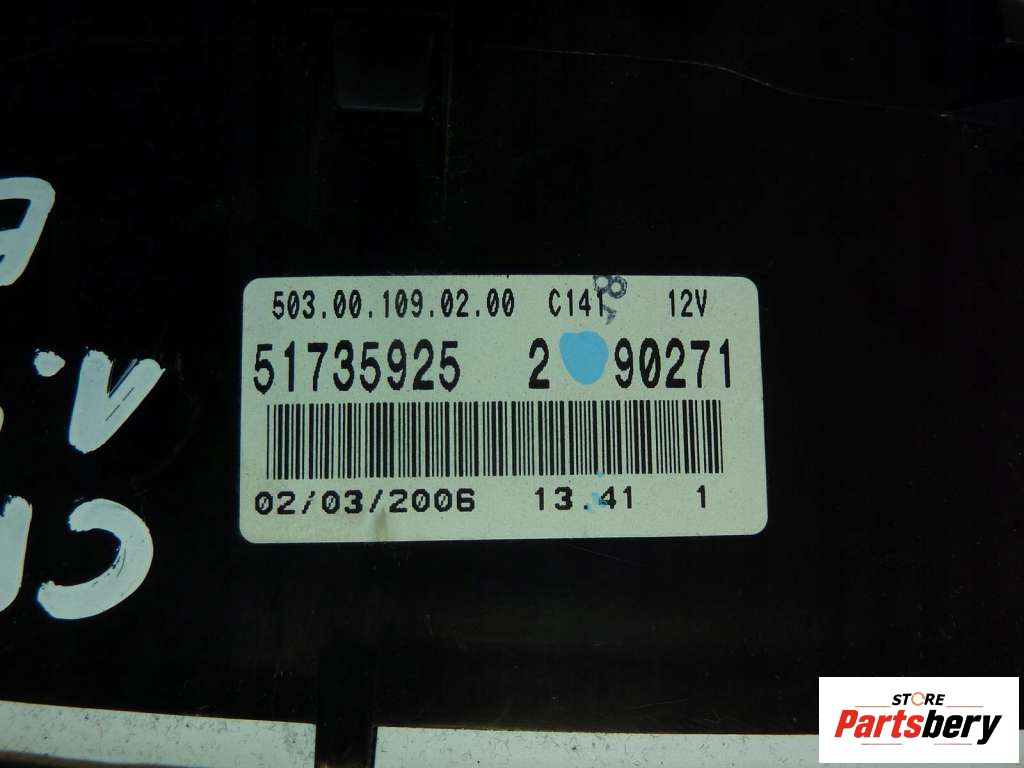 503.00.109.02.00 C141 12V
51735925 2 90271
02/03/2006 13.41 1
STORE
Partsbery